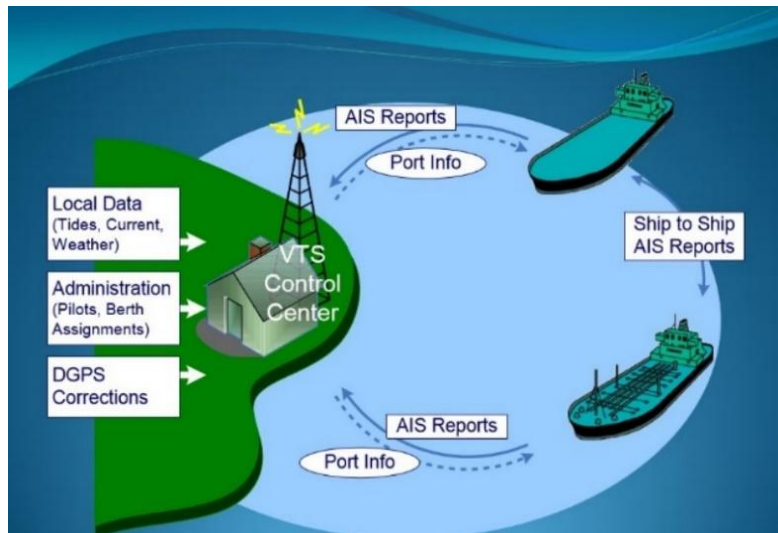 AIS Reports
Port Info
Local Data
(Tides, Current,
Weather)
Administration
(Pilots, Berth
Assignments)
DGPS
Corrections
VTS
Control
Center
Ship to Ship
AIS Reports
AIS Reports
Port Info